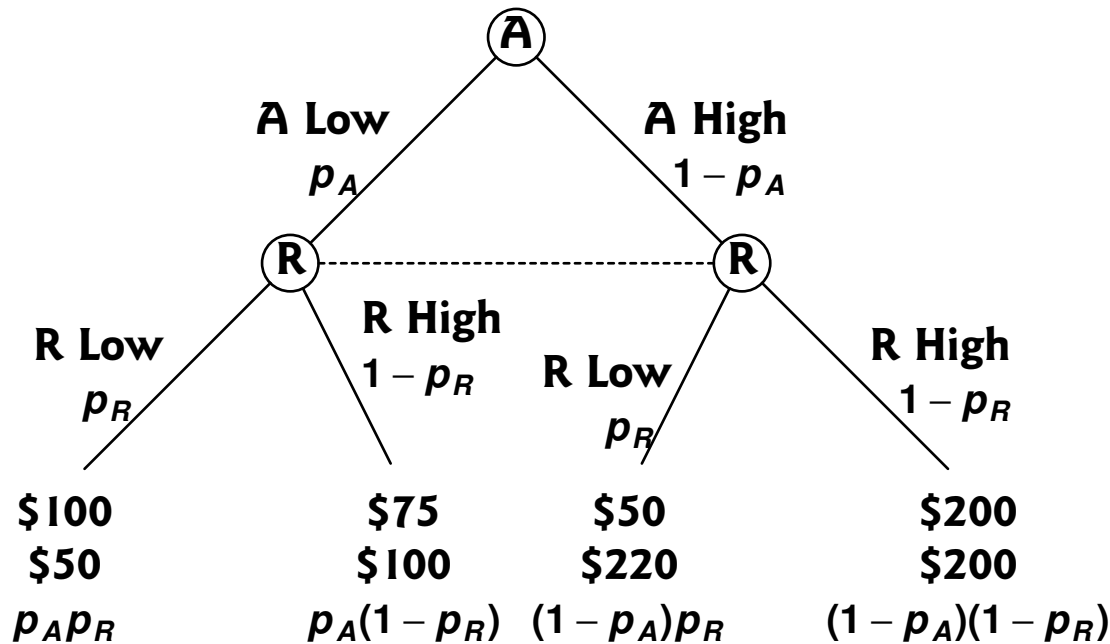 A
A Low
p_A
A High
1 – p_A
R
R
R Low
p_R
R High
1 – p_R
R Low
p_R
R High
1 – p_R
$100 $75 $50 $200
$50 $100 $220 $200
p_A p_R p_A(1 – p_R) (1 – p_A)p_R (1 – p_A)(1 – p_R)